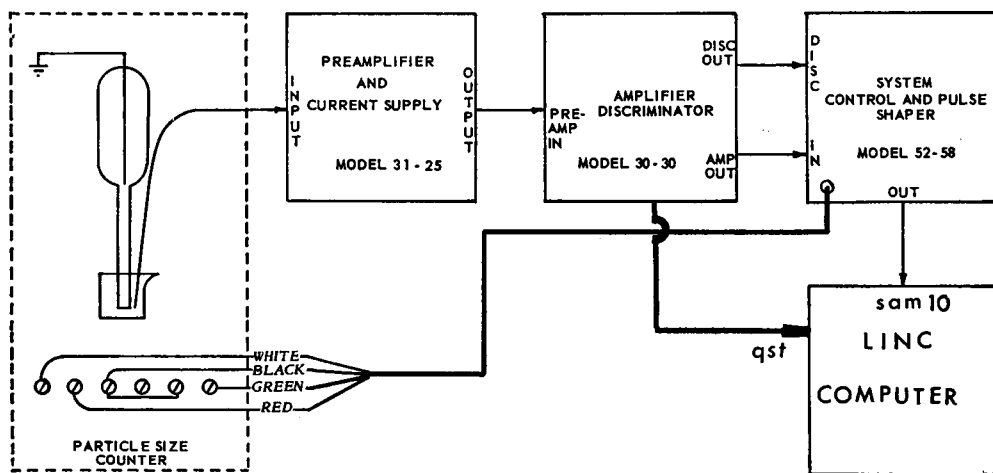 PREAMPLIFIER
AND
CURRENT SUPPLY
INPUT
OUTPUT
MODEL 31-25
AMPLIFIER
DISCRIMINATOR
PRE-
AMP
IN
DISC
OUT
AMP
OUT
MODEL 30-30
DISC
IN
SYSTEM
CONTROL AND PULSE
SHAPER
MODEL 52-58
OUT
sam 10
LINC
COMPUTER
qst
WHITE
BLACK
GREEN
RED
PARTICLE SIZE
COUNTER